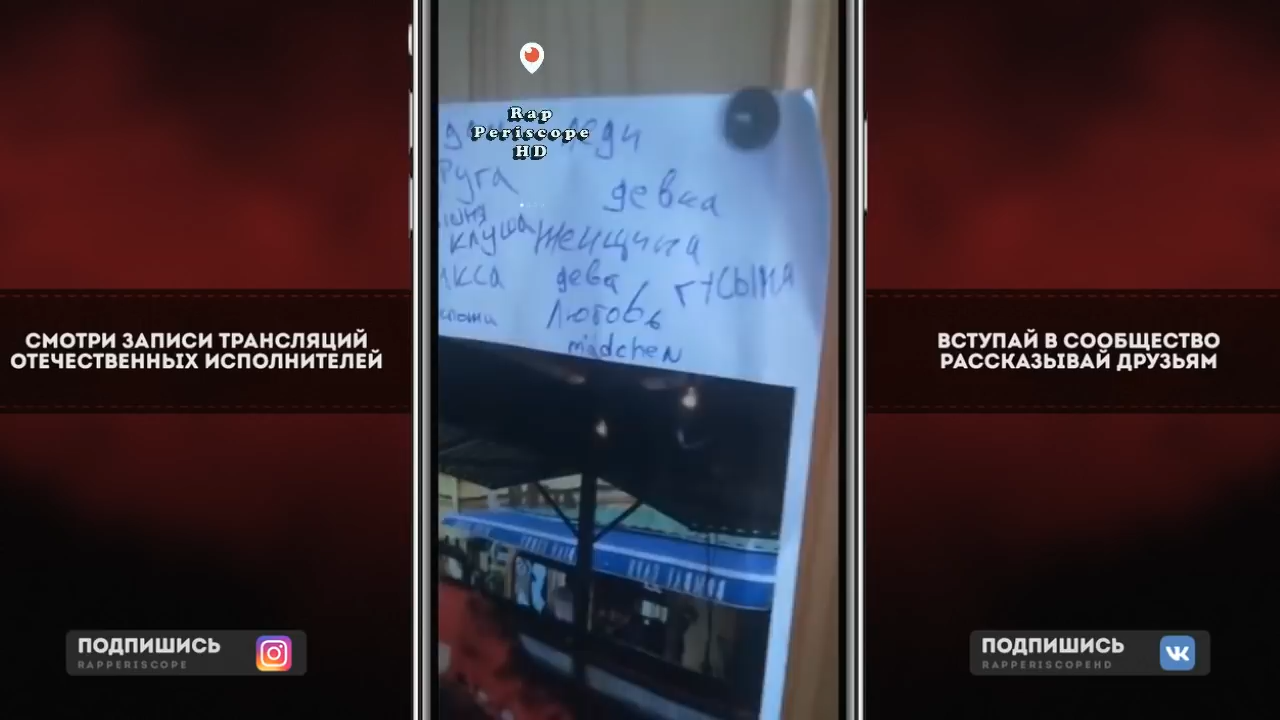 Rap
Periscope
HD
леди
девка
клуша женщина
дева гусыня
Любовь
mädchen
СМОТРИ ЗАПИСИ ТРАНСЛЯЦИЙ
ОТЕЧЕСТВЕННЫХ ИСПОЛНИТЕЛЕЙ
ВСТУПАЙ В СООБЩЕСТВО
РАССКАЗЫВАЙ ДРУЗЬЯМ
ПОДПИШИСЬ
RAPPERISCOPE
ПОДПИШИСЬ
RAPPERISCOPEHD